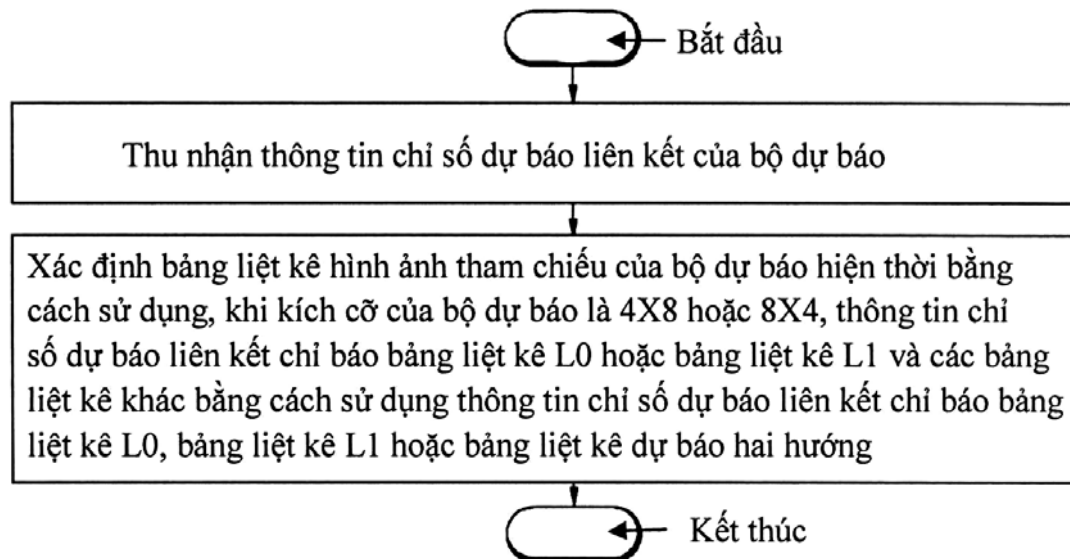 Bắt đầu
Thu nhận thông tin chỉ số dự báo liên kết của bộ dự báo
Xác định bảng liệt kê hình ảnh tham chiếu của bộ dự báo hiện thời bằng
cách sử dụng, khi kích cỡ của bộ dự báo là 4X8 hoặc 8X4, thông tin chỉ
số dự báo liên kết chỉ báo bảng liệt kê L0 hoặc bảng liệt kê L1 và các bảng
liệt kê khác bằng cách sử dụng thông tin chỉ số dự báo liên kết chỉ báo bảng
liệt kê L0, bảng liệt kê L1 hoặc bảng liệt kê dự báo hai hướng
Kết thúc